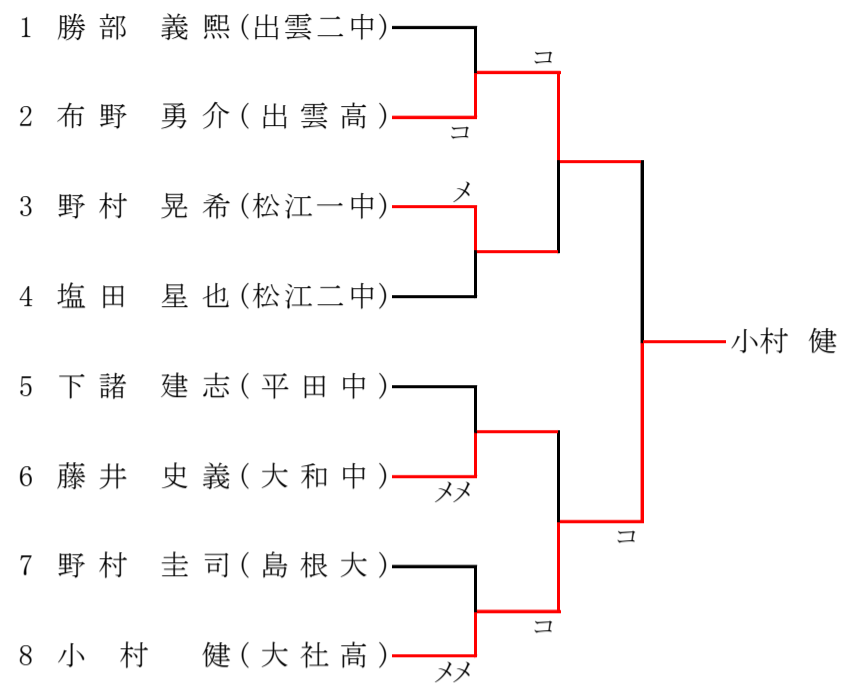 1 勝部 義熙(出雲二中)
コ
2 布野 勇介(出雲高)
コ
メ
3 野村 晃希(松江一中)
4 塩田 星也(松江二中)
小村 健
5 下諸 建志(平田中)
6 藤井 史義(大和中)
メメ
コ
7 野村 圭司(島根大)
コ
8 小村 健(大社高)
メメ